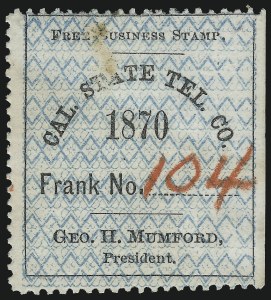 Free Business Stamp.
CAL. STATE TEL. CO.
1870
Frank No. 104
Geo. H. Mumford,
President.